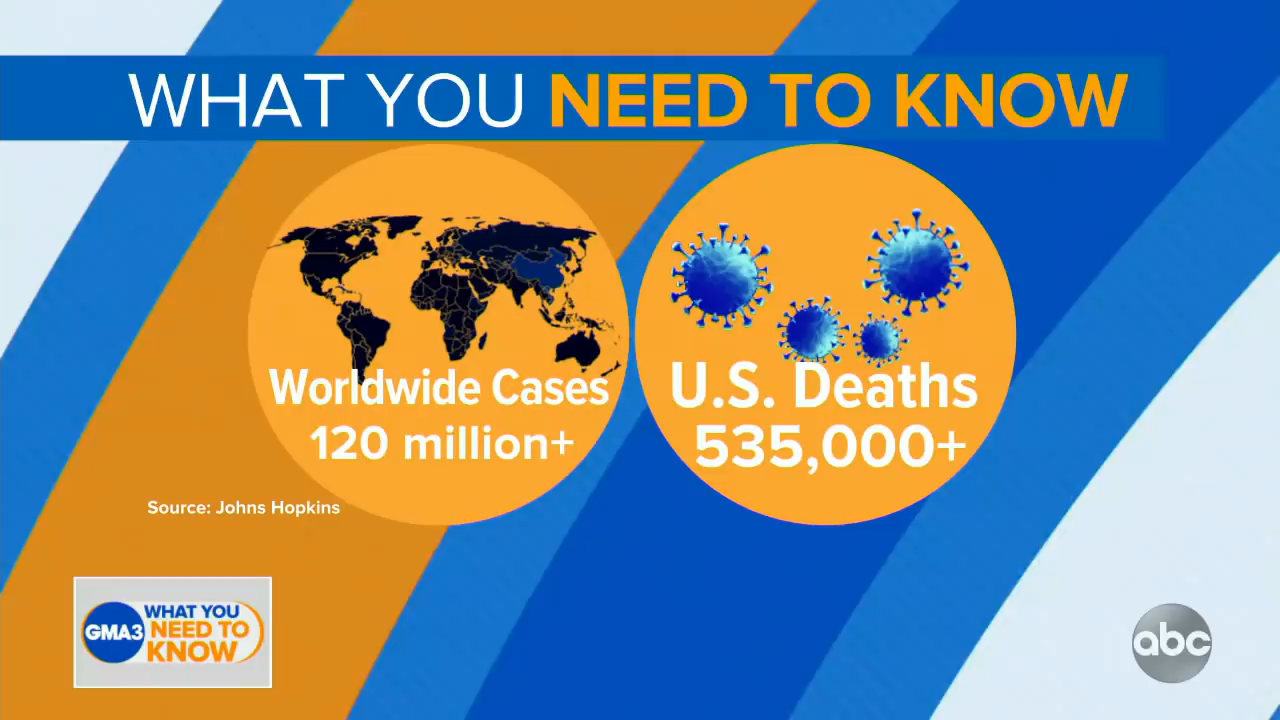 WHAT YOU NEED TO KNOW
Worldwide Cases
120 million+
U.S. Deaths
535,000+
Source: Johns Hopkins
GMA3
WHAT YOU
NEED TO
KNOW
abc